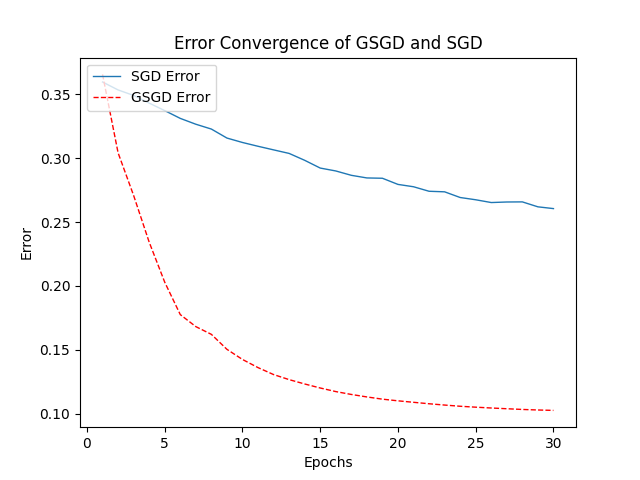 Error Convergence of GSGD and SGD
SGD Error
GSGD Error
0.35
0.30
0.25
0.20
0.15
0.10
Error
0 5 10 15 20 25 30
Epochs